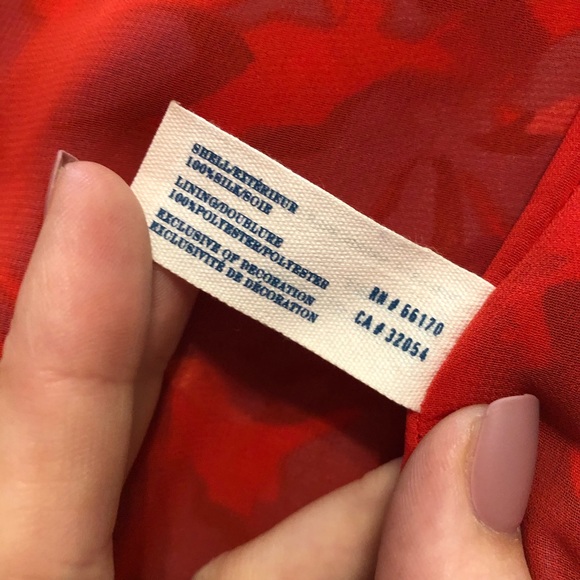 SHELL/EXTÉRIEUR
100%SILK/SOIE
LINING/DOUBLURE
100%POLYESTER/POLYESTER
EXCLUSIVE OF DECORATION
EXCLUSIVITÉ DE DÉCORATION
RN # 66170
CA # 32054